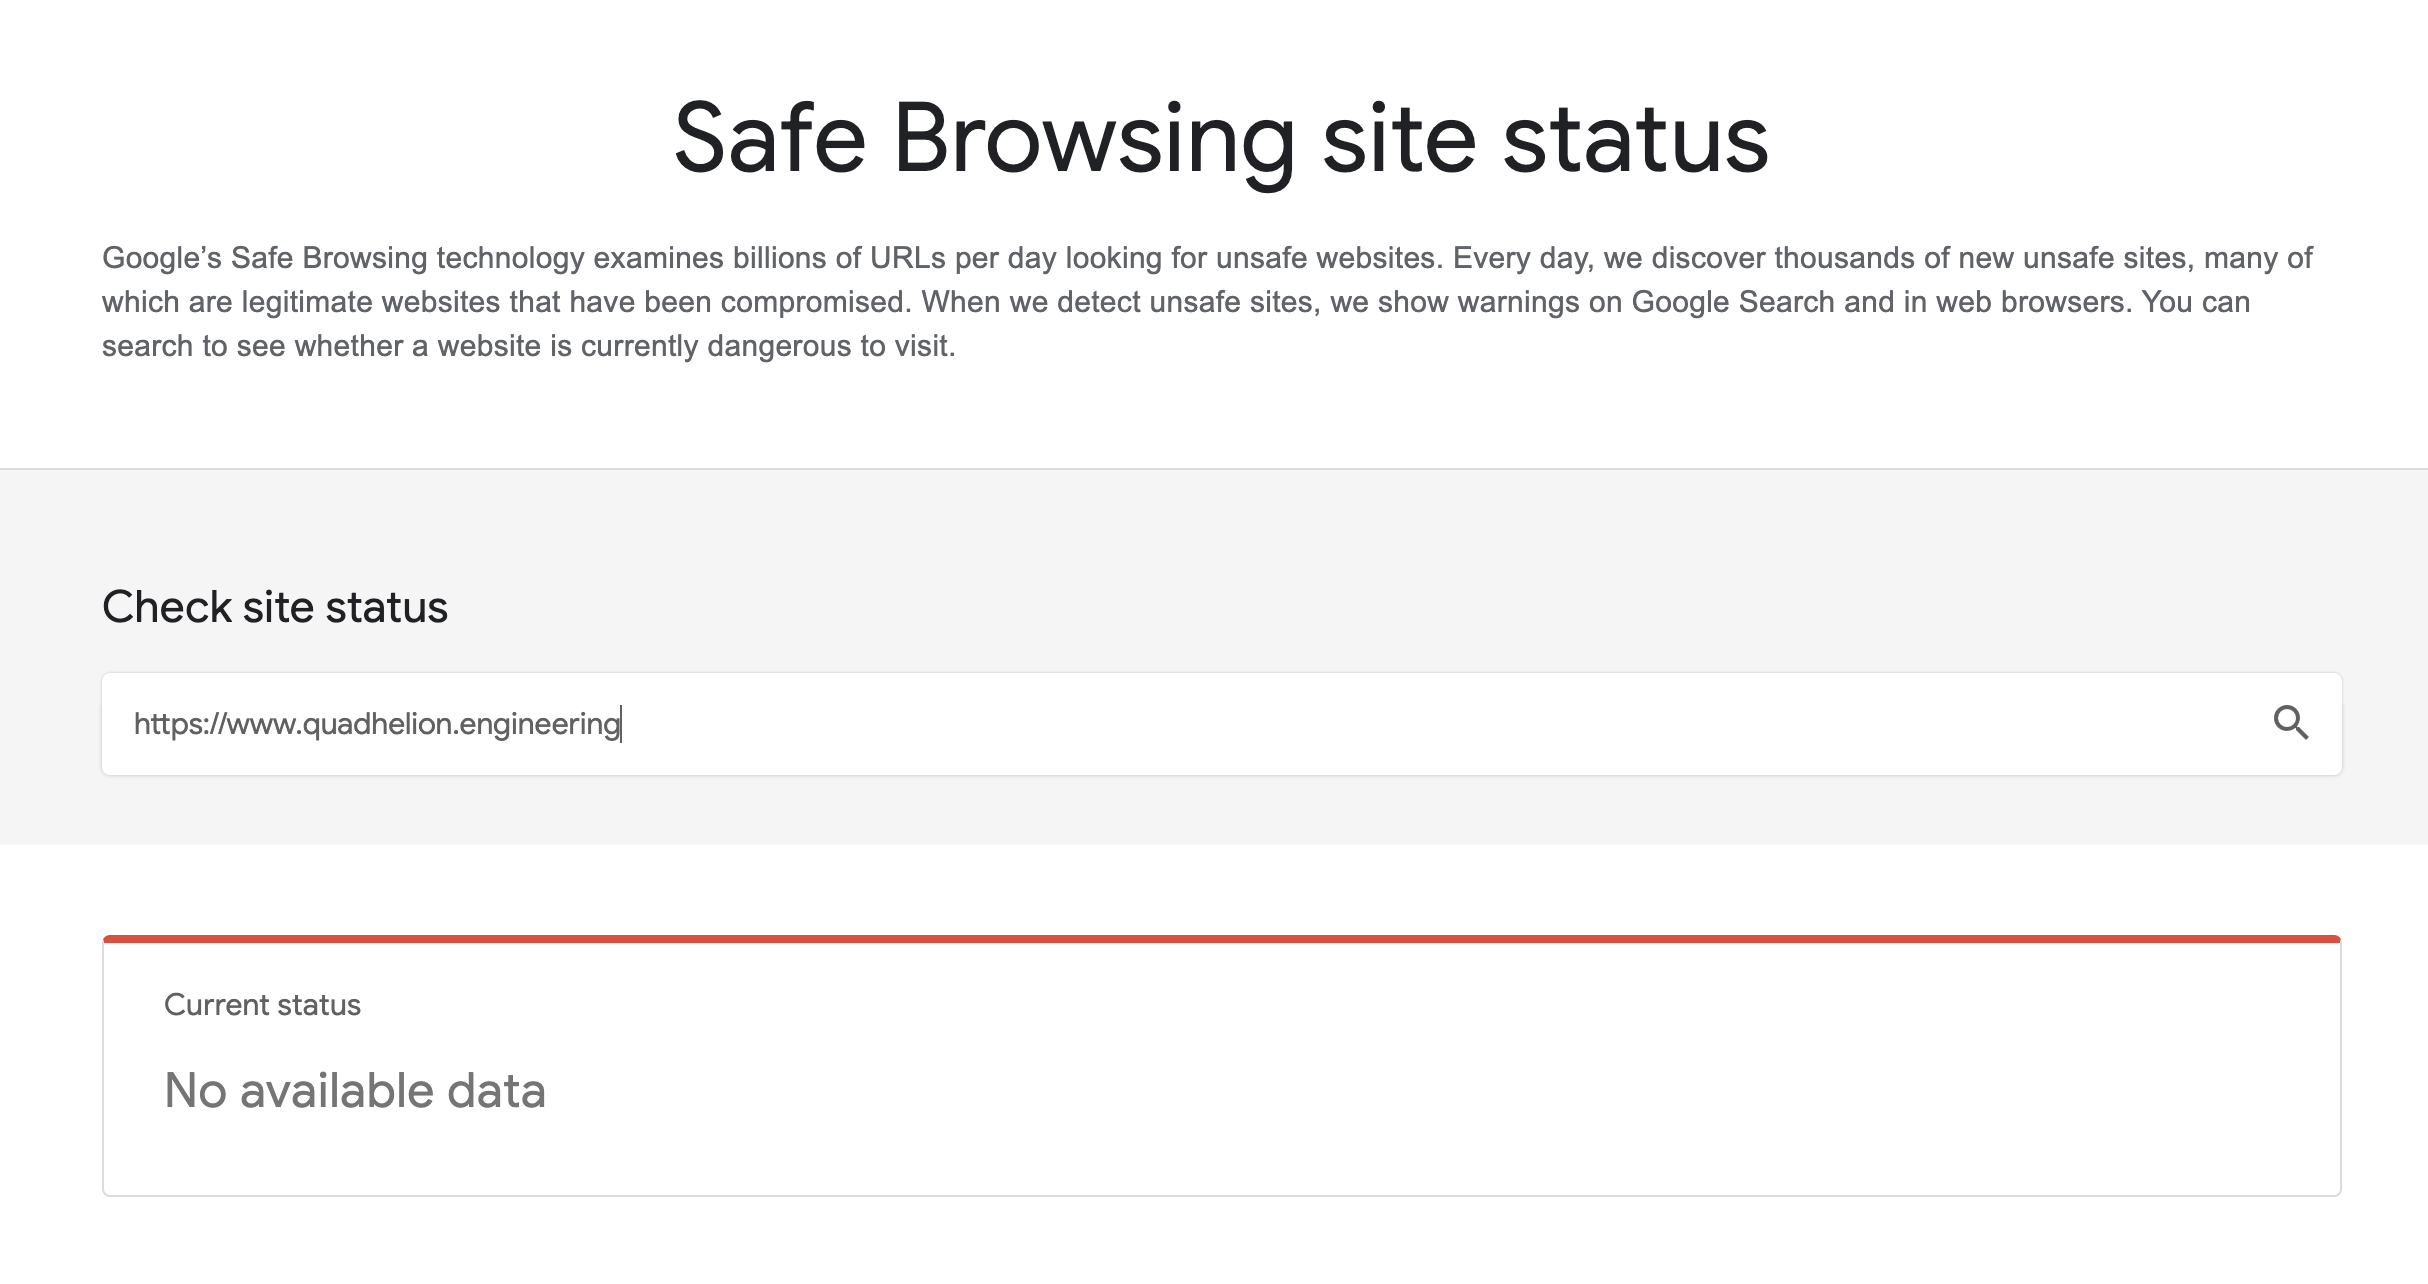 Safe Browsing site status
Google’s Safe Browsing technology examines billions of URLs per day looking for unsafe websites. Every day, we discover thousands of new unsafe sites, many of
which are legitimate websites that have been compromised. When we detect unsafe sites, we show warnings on Google Search and in web browsers. You can
search to see whether a website is currently dangerous to visit.
Check site status
https://www.quadhelion.engineering
Current status
No available data